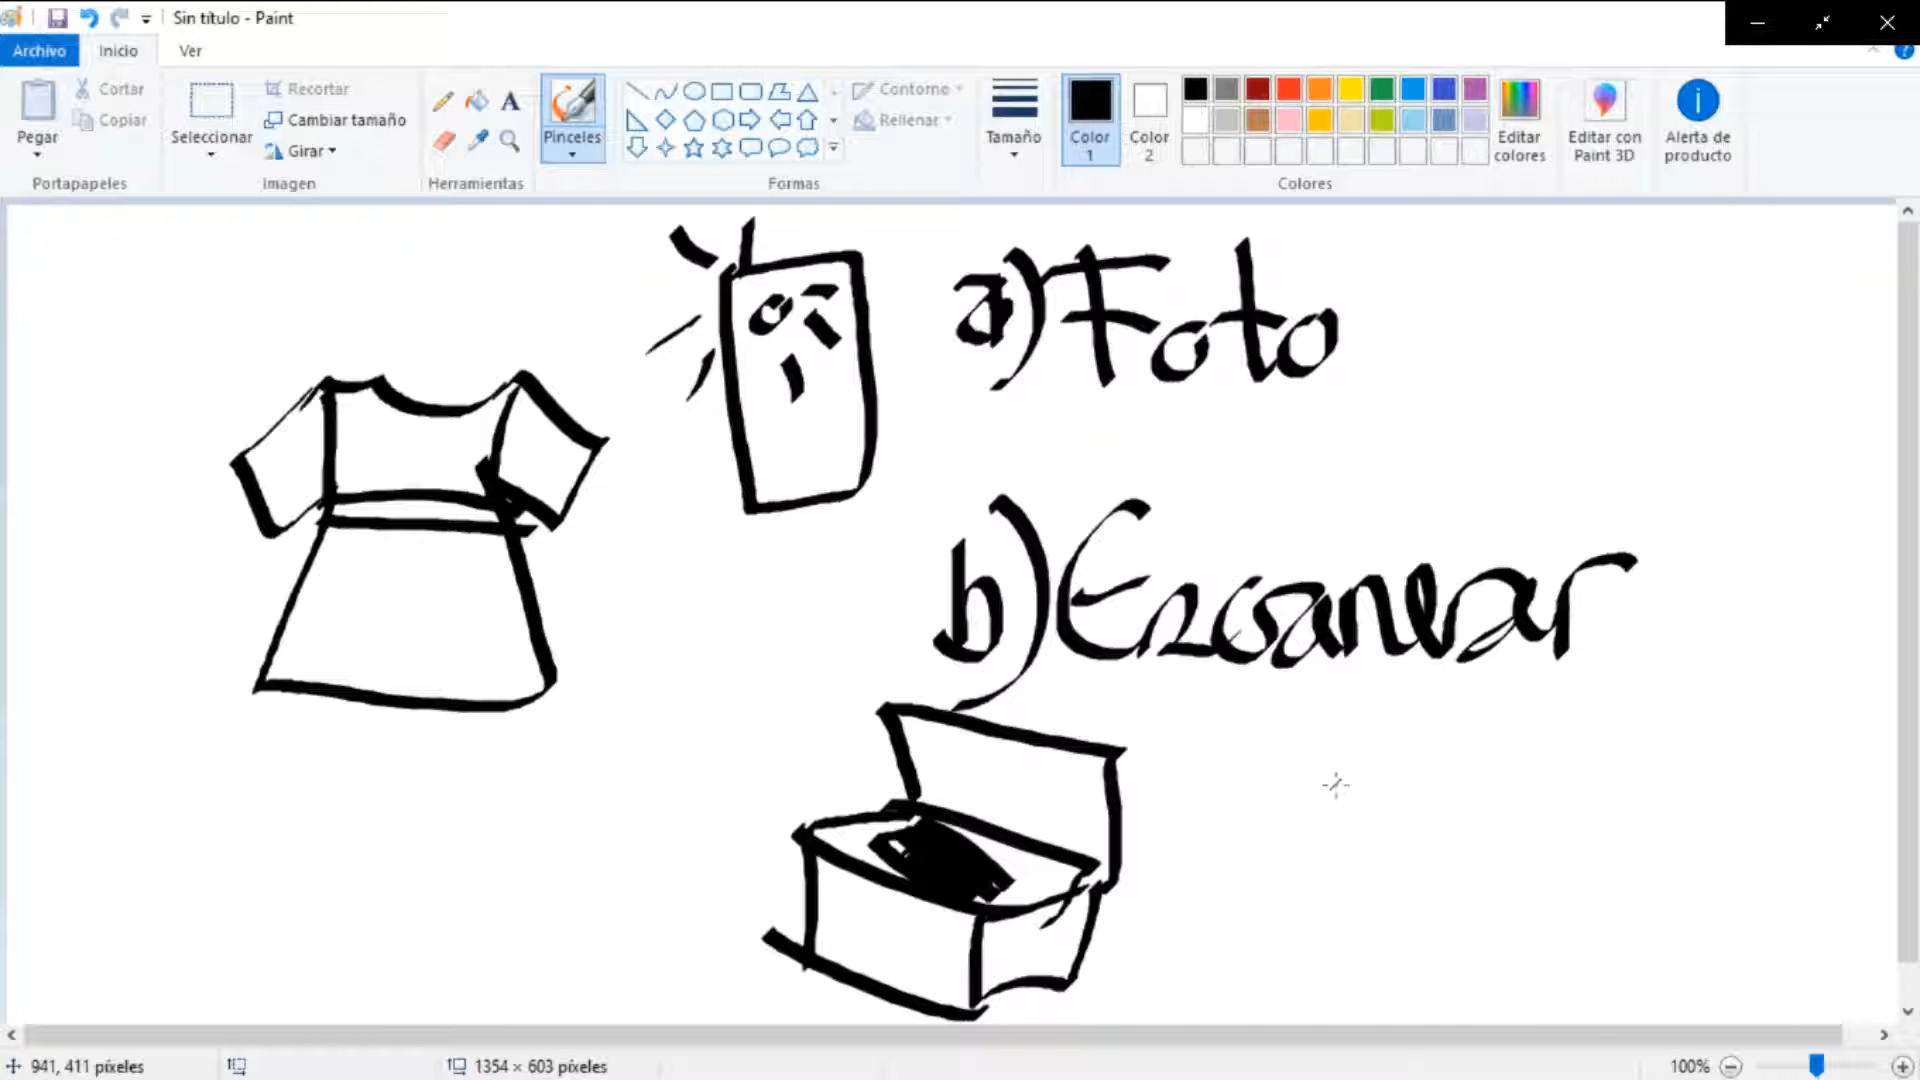 Sin título - Paint
Archivo
Inicio
Ver
Pegar
Cortar
Copiar
Portapapeles
Seleccionar
Recortar
Cambiar tamaño
Girar
Imagen
A
Herramientas
Pinceles
Formas
Contorno
Rellenar
Tamaño
Color
1
Color
2
Colores
Editar
colores
Editar con
Paint 3D
Alerta de
producto
a) Foto
b) Escanear
941, 411 píxeles
1354 × 603 píxeles
100%